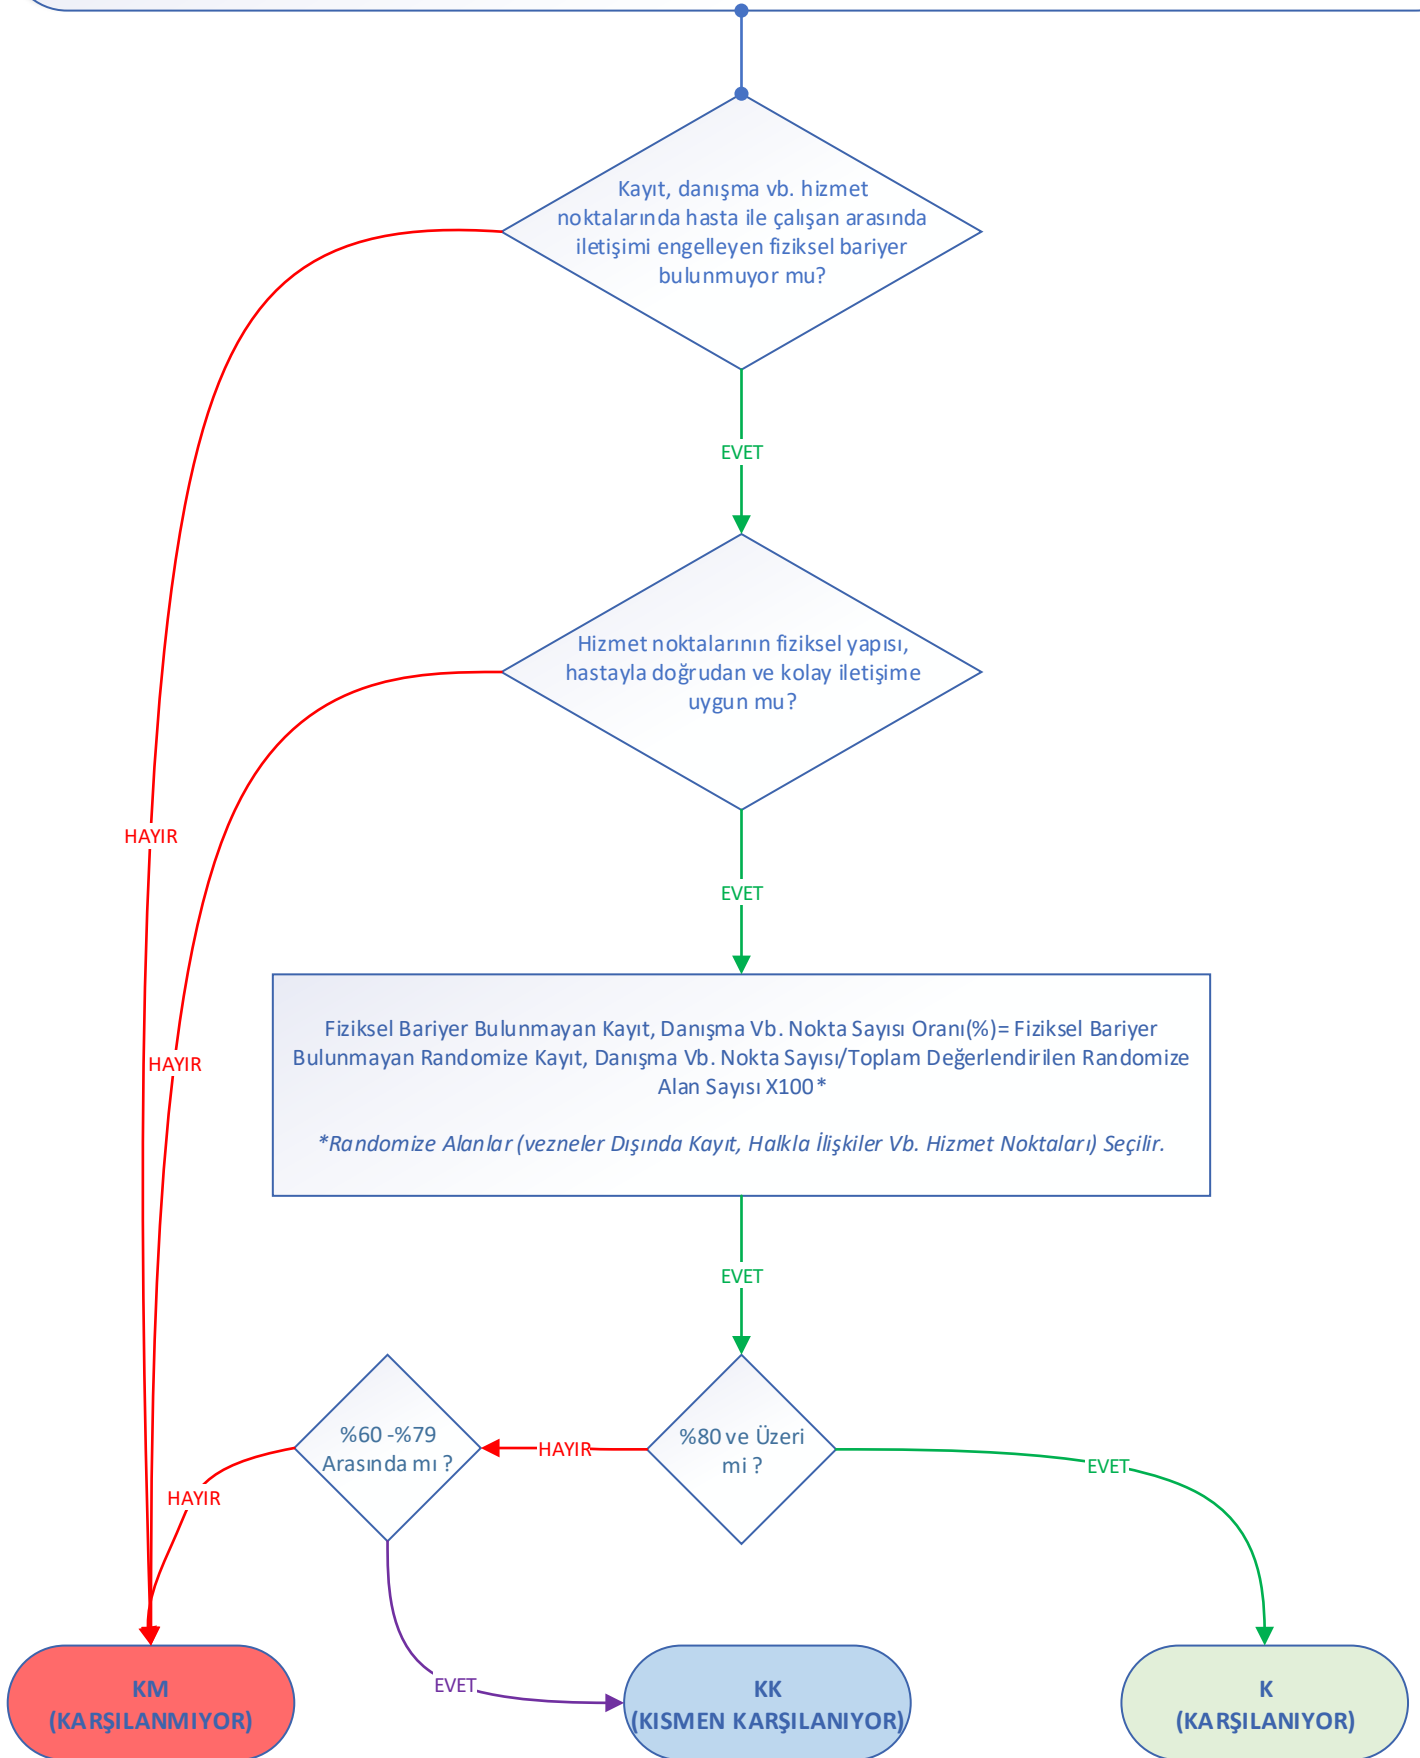 Kayıt, danışma vb. hizmet
noktalarında hasta ile çalışan arasında
iletişimi engelleyen fiziksel bariyer
bulunmuyor mu?
EVET
Hizmet noktalarının fiziksel yapısı,
hastayla doğrudan ve kolay iletişime
uygun mu?
HAYIR
EVET
Fiziksel Bariyer Bulunmayan Kayıt, Danışma Vb. Nokta Sayısı Oranı(%)= Fiziksel Bariyer
Bulunmayan Randomize Kayıt, Danışma Vb. Nokta Sayısı/Toplam Değerlendirilen Randomize
Alan Sayısı X100*
HAYIR
*Randomize Alanlar (vezneler Dışında Kayıt, Halkla İlişkiler Vb. Hizmet Noktaları) Seçilir.
EVET
%60 -%79
Arasında mı ?
HAYIR
%80 ve Üzeri
mi ?
EVET
HAYIR
EVET
KM
(KARŞILANMIYOR)
KK
(KISMEN KARŞILANIYOR)
K
(KARŞILANIYOR)